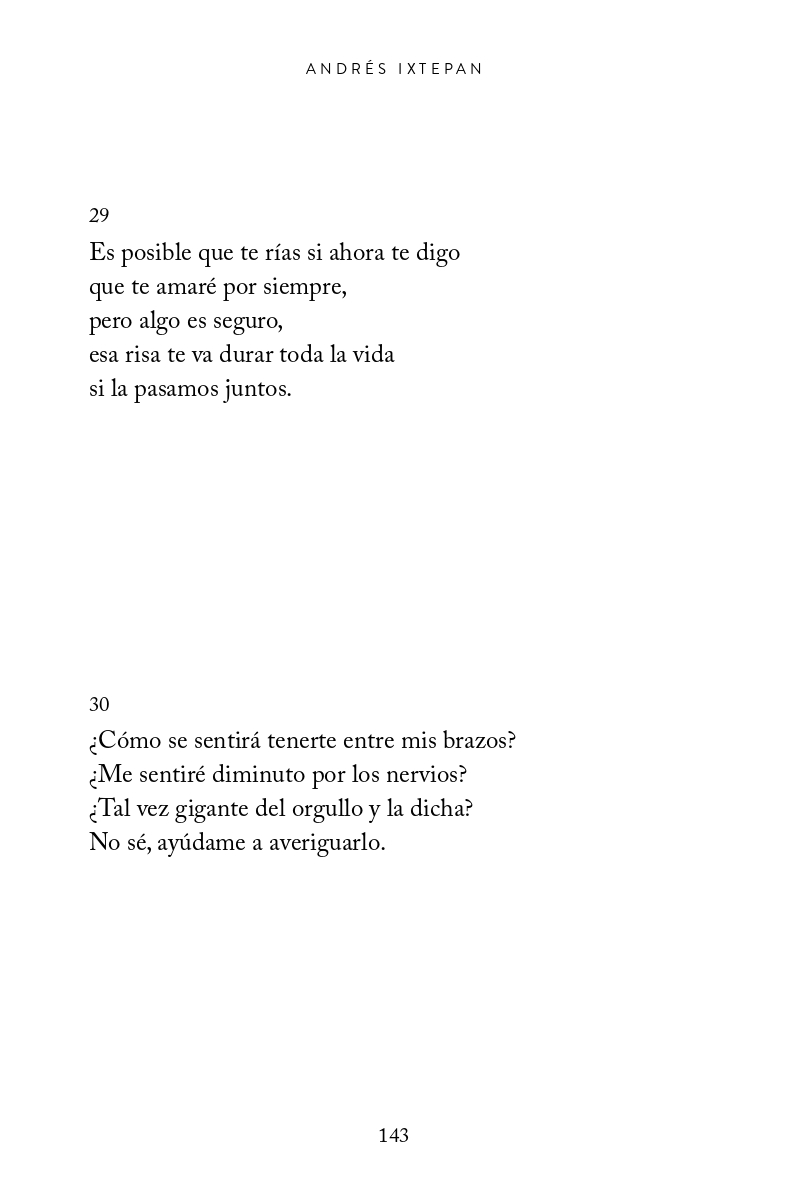 ANDRÉS IXTEPAN
29
Es posible que te rías si ahora te digo
que te amaré por siempre,
pero algo es seguro,
esa risa te va durar toda la vida
si la pasamos juntos.
30
¿Cómo se sentirá tenerte entre mis brazos?
¿Me sentiré diminuto por los nervios?
¿Tal vez gigante del orgullo y la dicha?
No sé, ayúdame a averiguarlo.
143